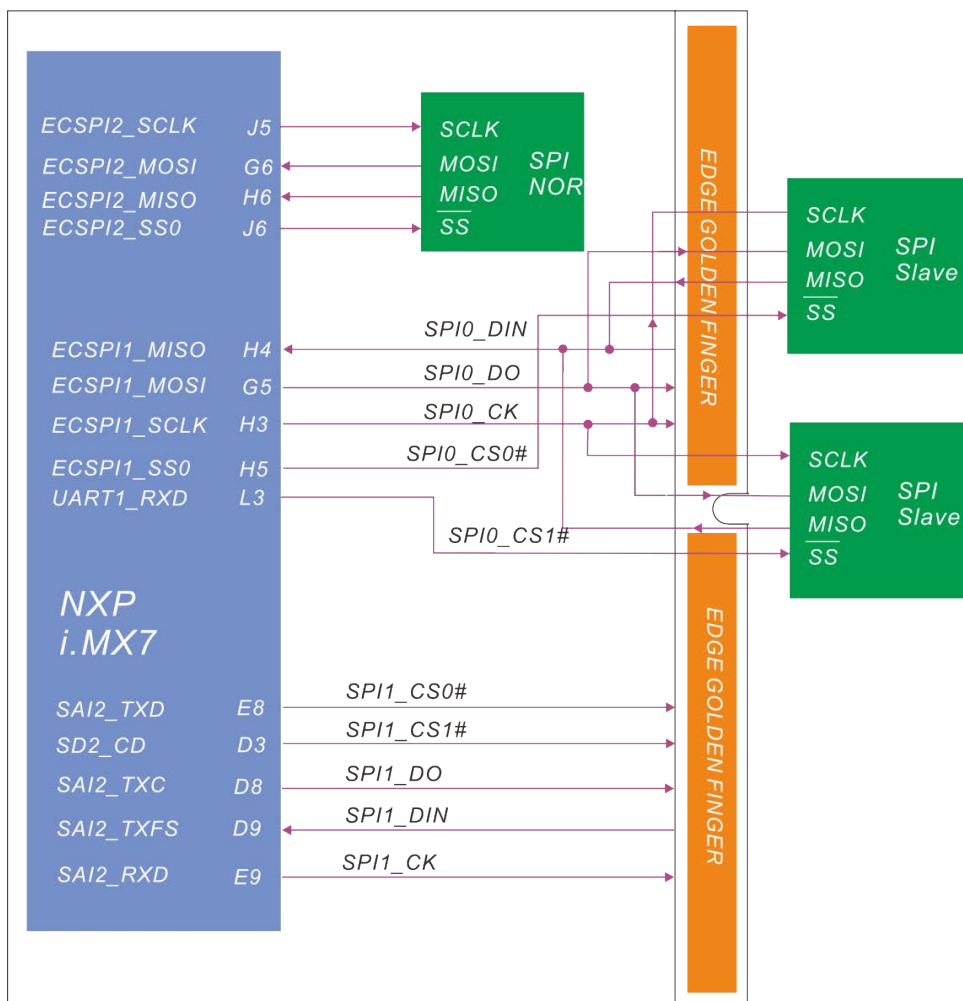 ECSPI2_SCLK J5
ECSPI2_MOSI G6
ECSPI2_MISO H6
ECSPI2_SS0 J6
SCLK
MOSI
MISO
SS
SPI
NOR
ECSPI1_MISO H4
ECSPI1_MOSI G5
ECSPI1_SCLK H3
ECSPI1_SS0 H5
UART1_RXD L3
SPI0_DIN
SPI0_DO
SPI0_CK
SPI0_CS0#
SPI0_CS1#
EDGE GOLDEN FINGER
SCLK
MOSI
MISO
SS
SPI
Slave
SCLK
MOSI
MISO
SS
SPI
Slave
NXP
i.MX7
SAI2_TXD E8
SD2_CD D3
SAI2_TXC D8
SAI2_TXFS D9
SAI2_RXD E9
SPI1_CS0#
SPI1_CS1#
SPI1_DO
SPI1_DIN
SPI1_CK
EDGE GOLDEN FINGER